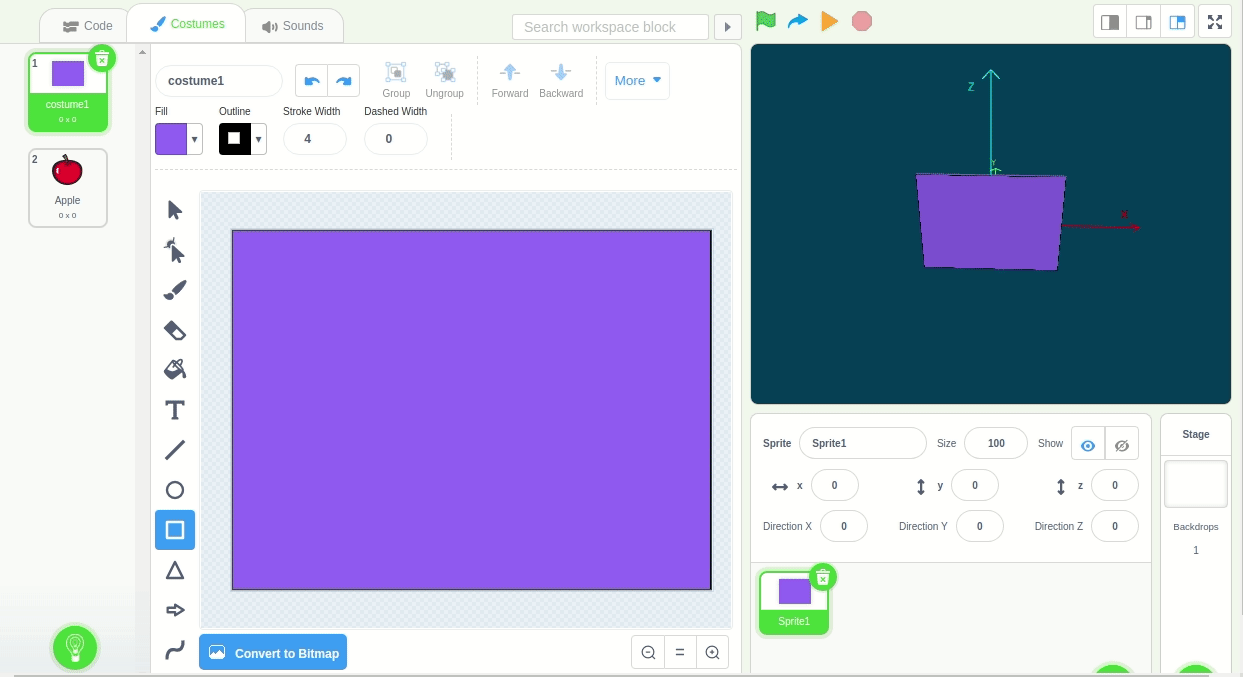 Code
Costumes
Sounds
Search workspace block
1
costume1
0 x 0
2
Apple
0 x 0
costume1
Group
Ungroup
Forward
Backward
More
Fill
Outline
Stroke Width
Dashed Width
4
0
T
Convert to Bitmap
=
Z
Y
X
Sprite
Sprite1
Size
100
Show
x
0
y
0
z
0
Direction X
0
Direction Y
0
Direction Z
0
Sprite1
Stage
Backdrops
1